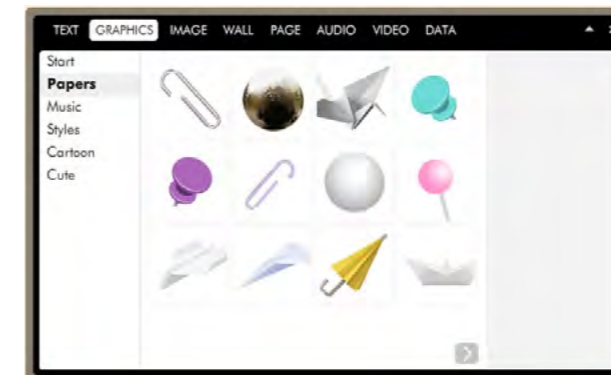 TEXT GRAPHICS IMAGE WALL PAGE AUDIO VIDEO DATA
Start
Papers
Music
Styles
Cartoon
Cute